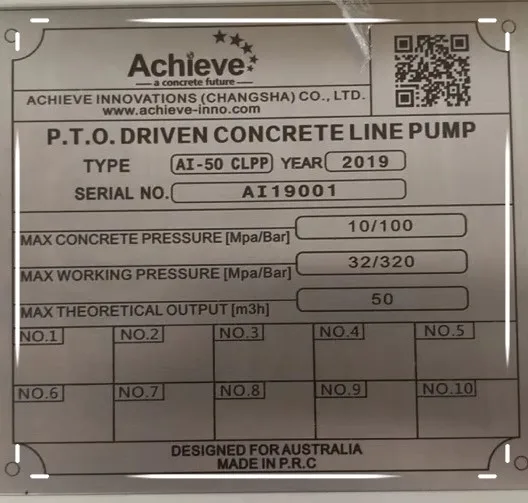 Achieve
a concrete future
ACHIEVE INNOVATIONS (CHANGSHA) CO., LTD.
www.achieve-inno.com
P.T.O. DRIVEN CONCRETE LINE PUMP
TYPE AI-50 CLPP YEAR 2019
SERIAL NO. AI19001
MAX CONCRETE PRESSURE [Mpa/Bar] 10/100
MAX WORKING PRESSURE [Mpa/Bar] 32/320
MAX THEORETICAL OUTPUT [m3h] 50
NO.1 NO.2 NO.3 NO.4 NO.5
NO.6 NO.7 NO.8 NO.9 NO.10
DESIGNED FOR AUSTRALIA
MADE IN P.R.C